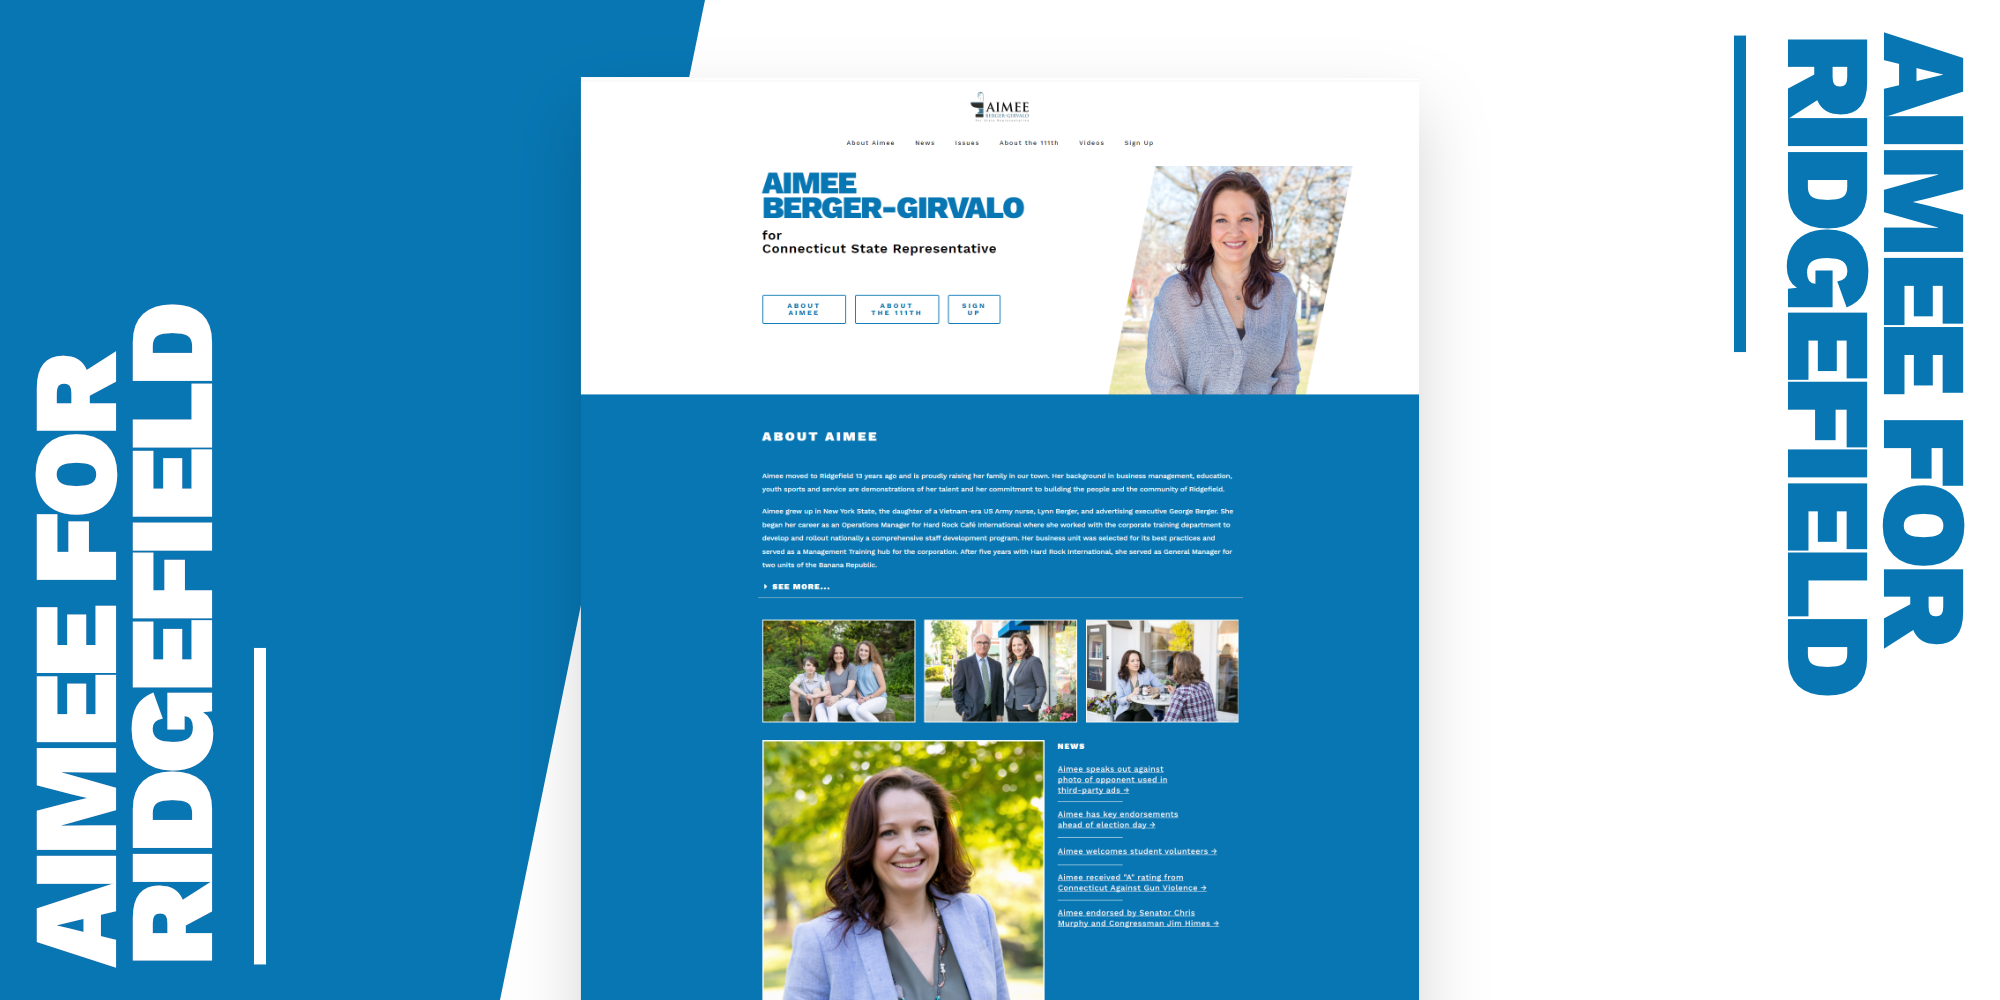 AIMEE FOR
RIDGEFIELD
AIMEE
BERGER-GIRVALO
for State Representative
About Aimee News Issues About the 111th Videos Sign Up
AIMEE
BERGER-GIRVALO
for
Connecticut State Representative
ABOUT
AIMEE
ABOUT
THE 111TH
SIGN
UP
ABOUT AIMEE
Aimee moved to Ridgefield 13 years ago and is proudly raising her family in our town. Her background in business management, education,
youth sports and service are demonstrations of her talent and her commitment to building the people and the community of Ridgefield.
Aimee grew up in New York State, the daughter of a Vietnam-era US Army nurse, Lynn Berger, and advertising executive George Berger. She
began her career as an Operations Manager for Hard Rock Café International where she worked with the corporate training department to
develop and rollout nationally a comprehensive staff development program. Her business unit was selected for its best practices and
served as a Management Training hub for the corporation. After five years with Hard Rock International, she served as General Manager for
two units of the Banana Republic.
SEE MORE...
NEWS
Aimee speaks out against
photo of opponent used in
third-party ads →
Aimee has key endorsements
ahead of election day →
Aimee welcomes student volunteers →
Aimee received "A" rating from
Connecticut Against Gun Violence →
Aimee endorsed by Senator Chris
Murphy and Congressman Jim Himes →
AIMEE FOR
RIDGEFIELD